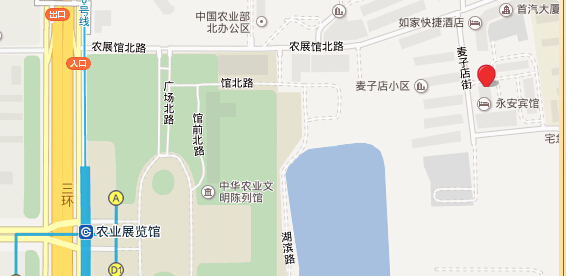 出口
号线
中国农业部
北办公区
如家快捷酒店
首汽大厦
农展馆北路
农展馆北路
入口
麦子店街
广场北路
馆北路
麦子店小区
馆前北路
永安宾馆
三环
中华农业文
明陈列馆
A
农业展览馆
湖滨路
D1